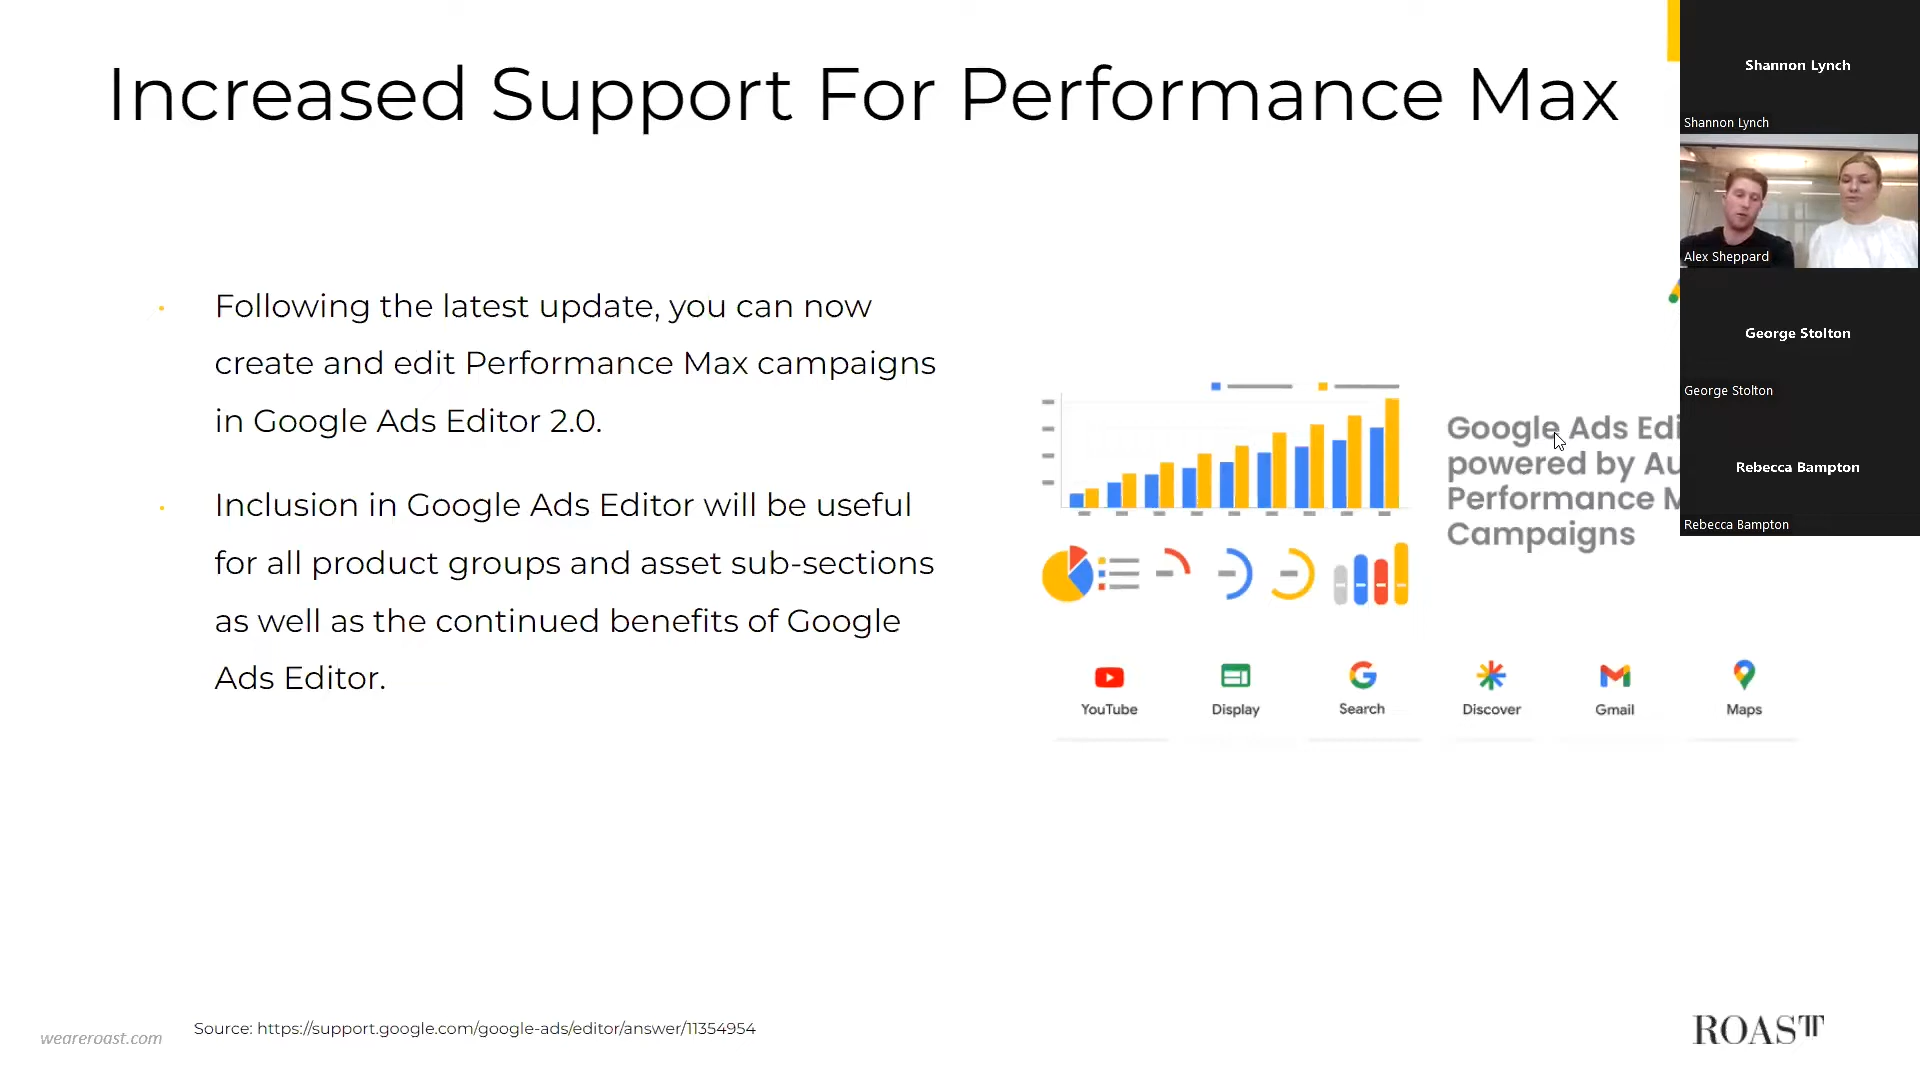 Increased Support For Performance Max
Following the latest update, you can now
create and edit Performance Max campaigns
in Google Ads Editor 2.0.
Inclusion in Google Ads Editor will be useful
for all product groups and asset sub-sections
as well as the continued benefits of Google
Ads Editor.
Google Ads Edi
powered by Au
Performance M
Campaigns
YouTube
Display
Search
Discover
Gmail
Maps
Shannon Lynch
Shannon Lynch
Alex Sheppard
George Stolton
George Stolton
Rebecca Bampton
Rebecca Bampton
weareroast.com
Source: https://support.google.com/google-ads/editor/answer/11354954
ROAST